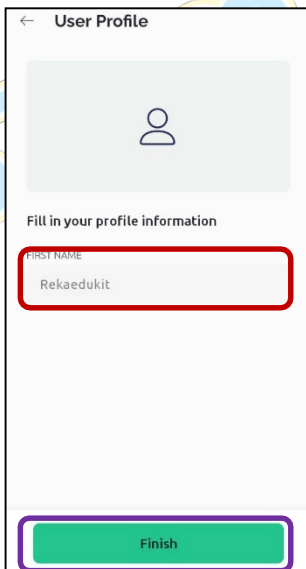 ← User Profile
Fill in your profile information
FIRST NAME
Rekaedukit
Finish